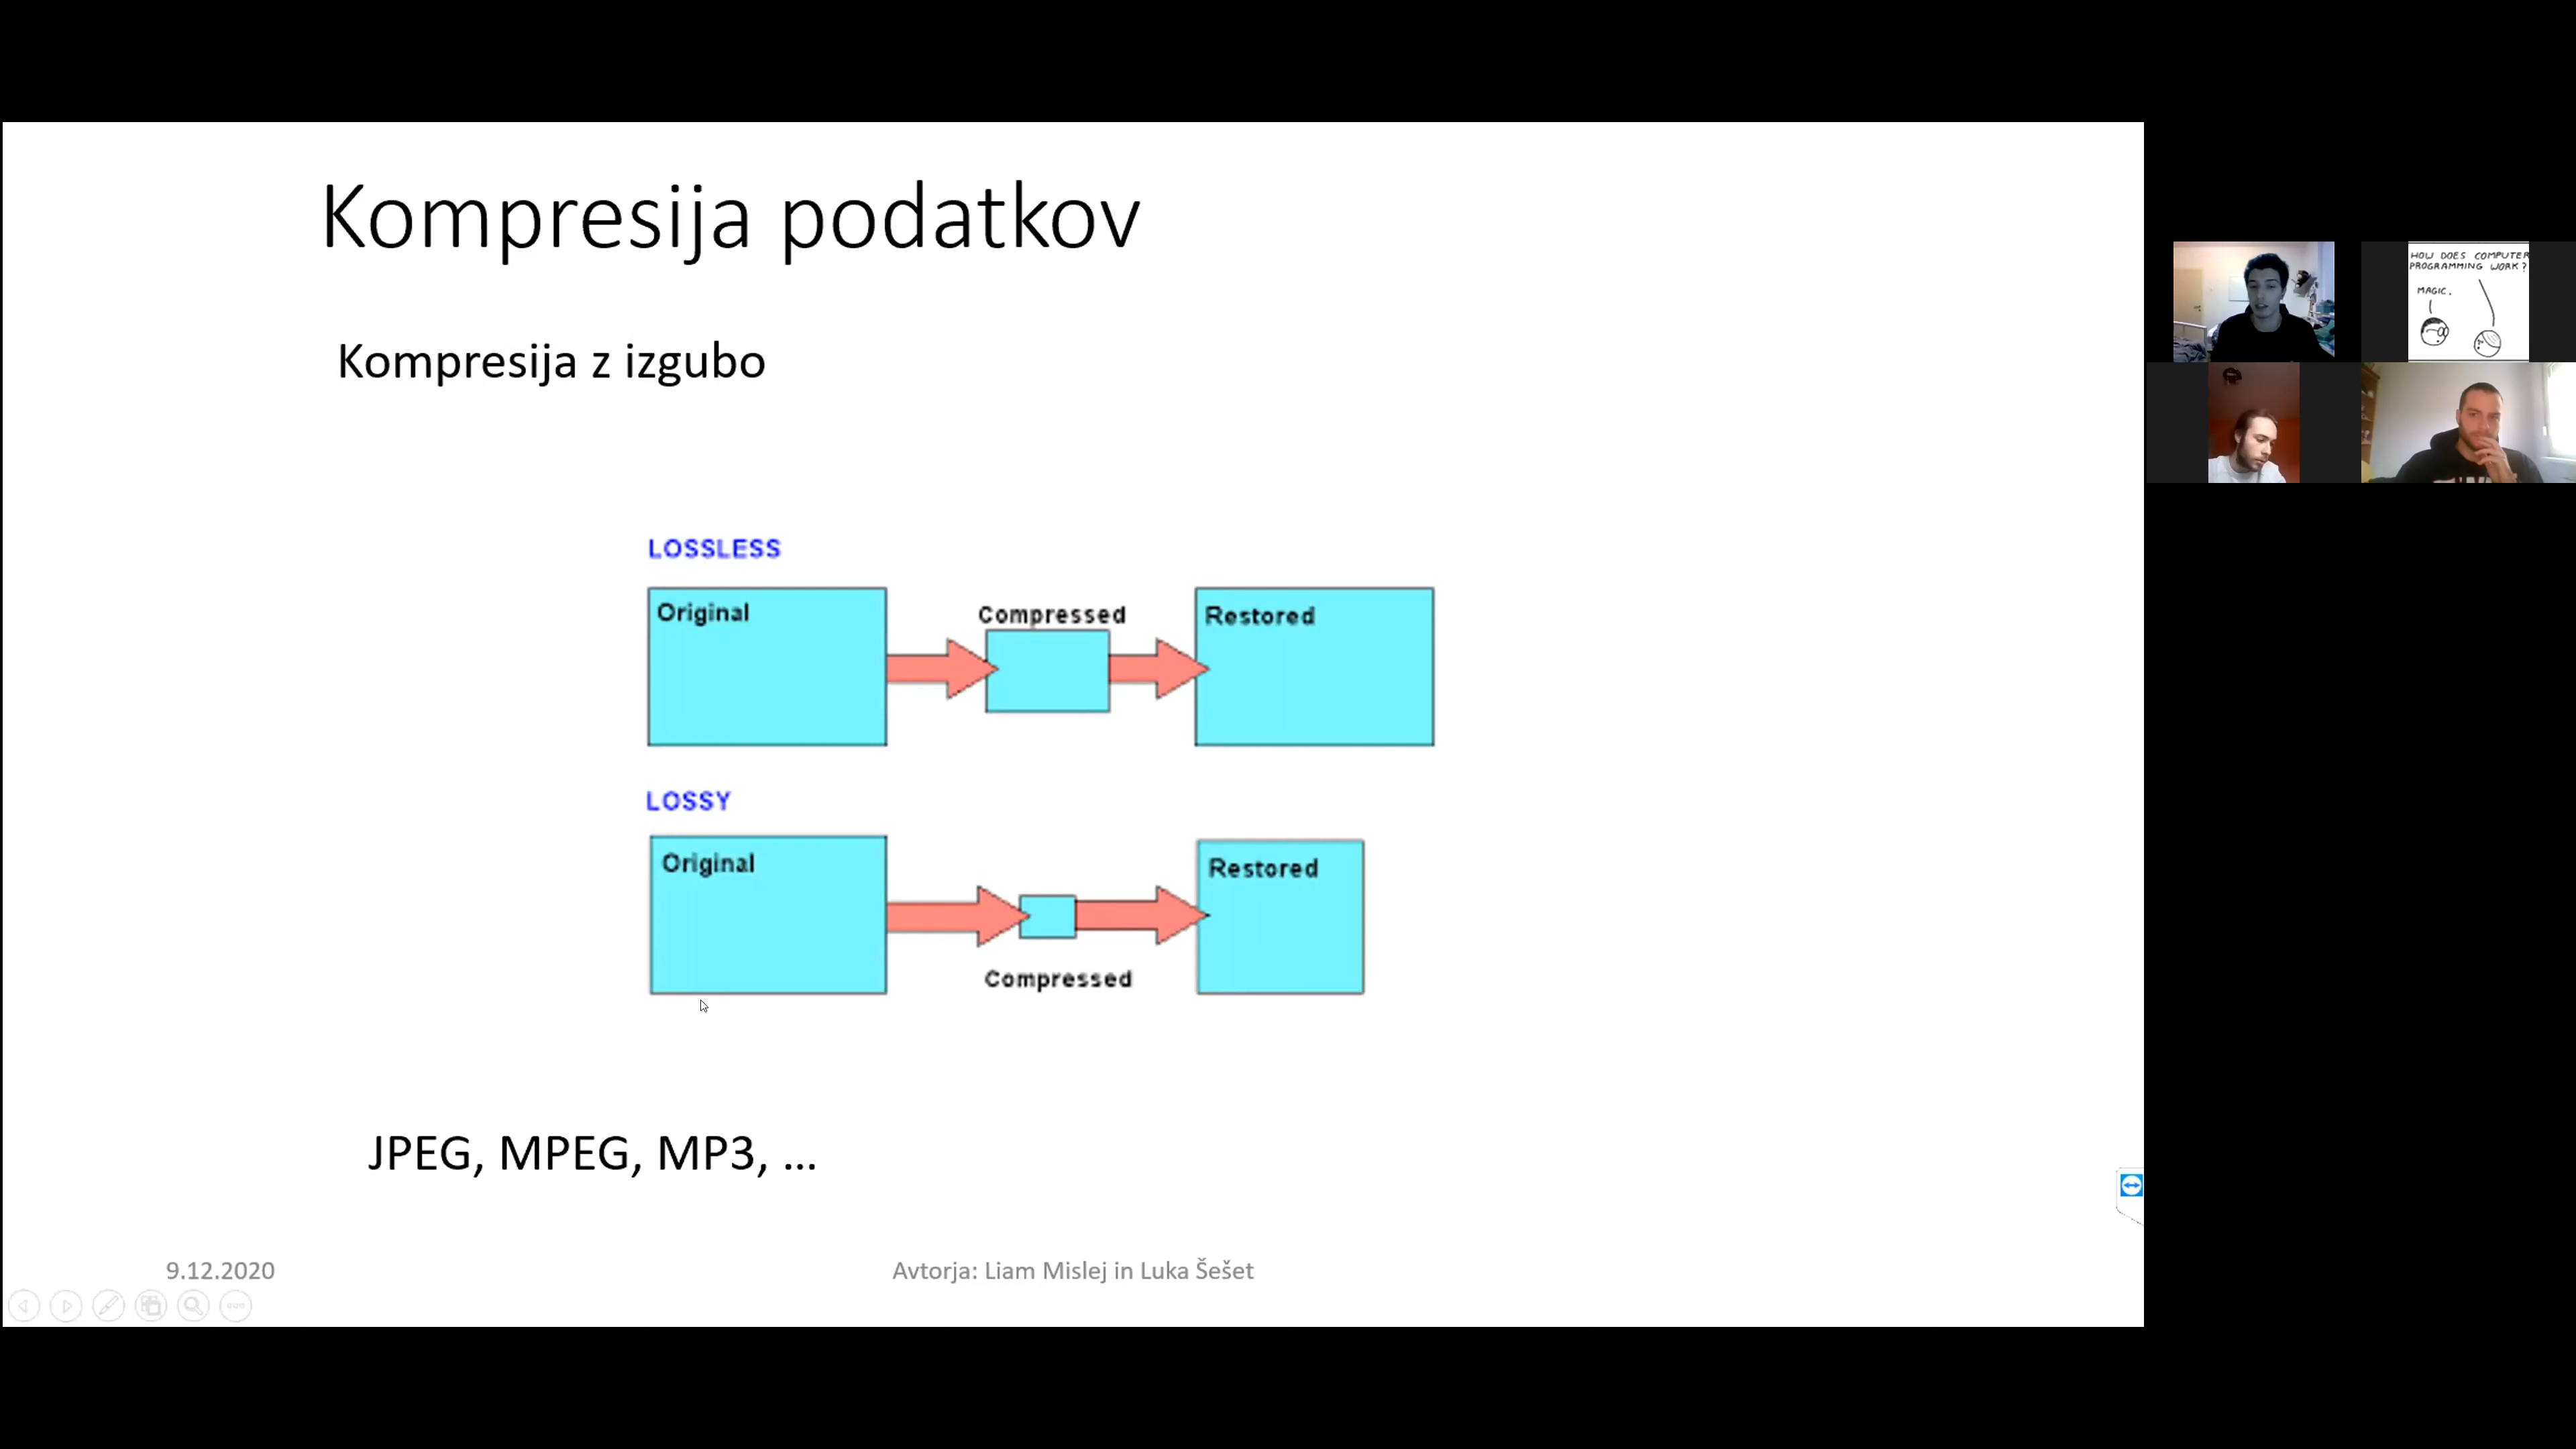 Kompresija podatkov
Kompresija z izgubo
LOSSLESS
Original
Compressed
Restored
LOSSY
Original
Compressed
Restored
JPEG, MPEG, MP3, ...
9.12.2020
Avtorja: Liam Mislej in Luka Šešet
HOW DOES COMPUTER
PROGRAMMING WORK?
MAGIC.